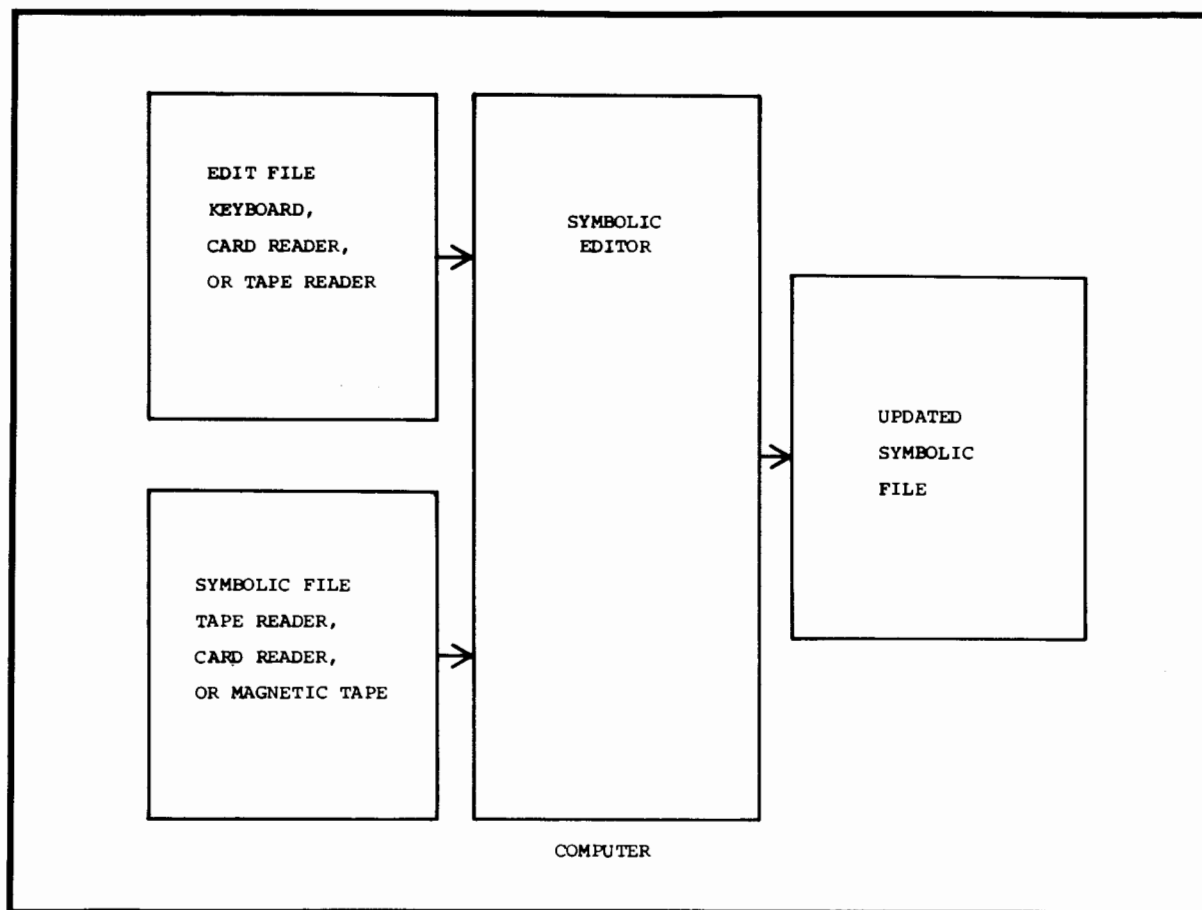 EDIT FILE
KEYBOARD,
CARD READER,
OR TAPE READER
SYMBOLIC
EDITOR
UPDATED
SYMBOLIC
FILE
SYMBOLIC FILE
TAPE READER,
CARD READER,
OR MAGNETIC TAPE
COMPUTER